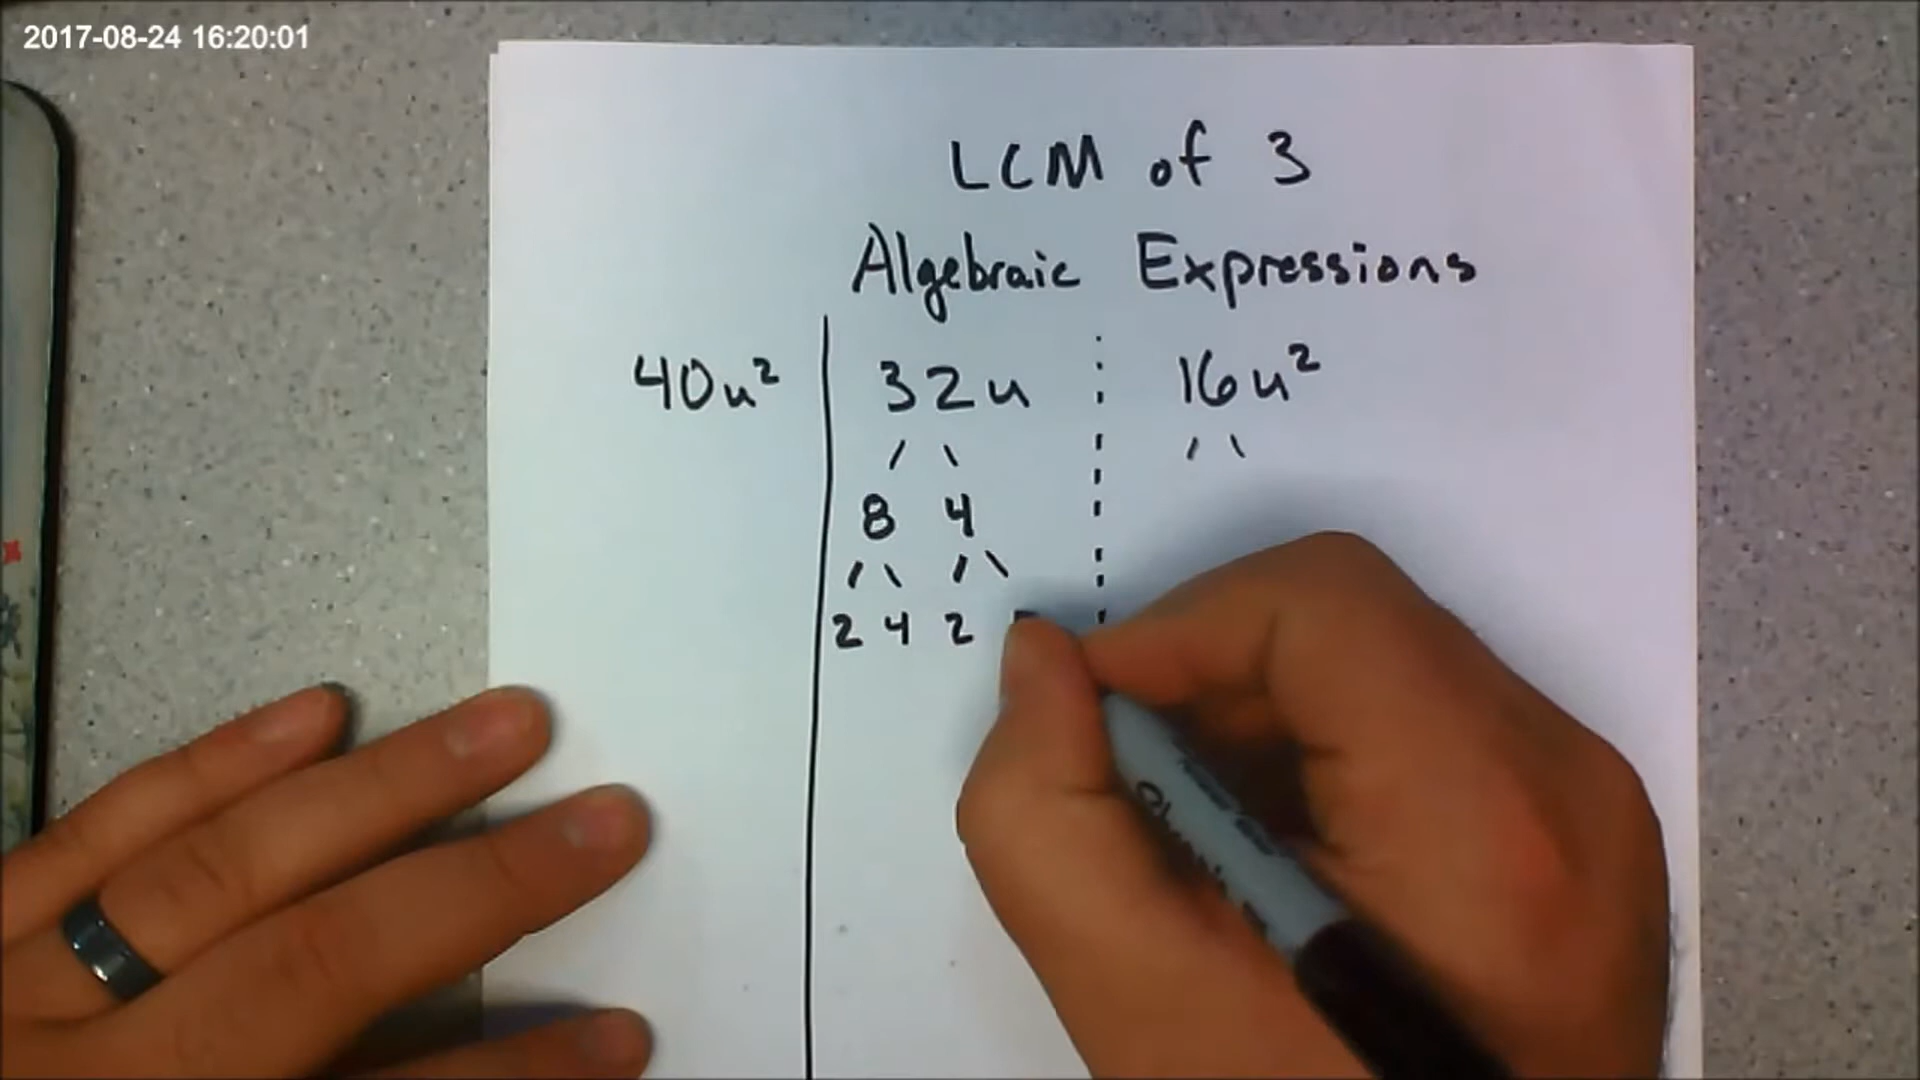 2017-08-24 16:20:01
LCM of 3
Algebraic Expressions
40u² 32u 16u²
8 4
2 4 2